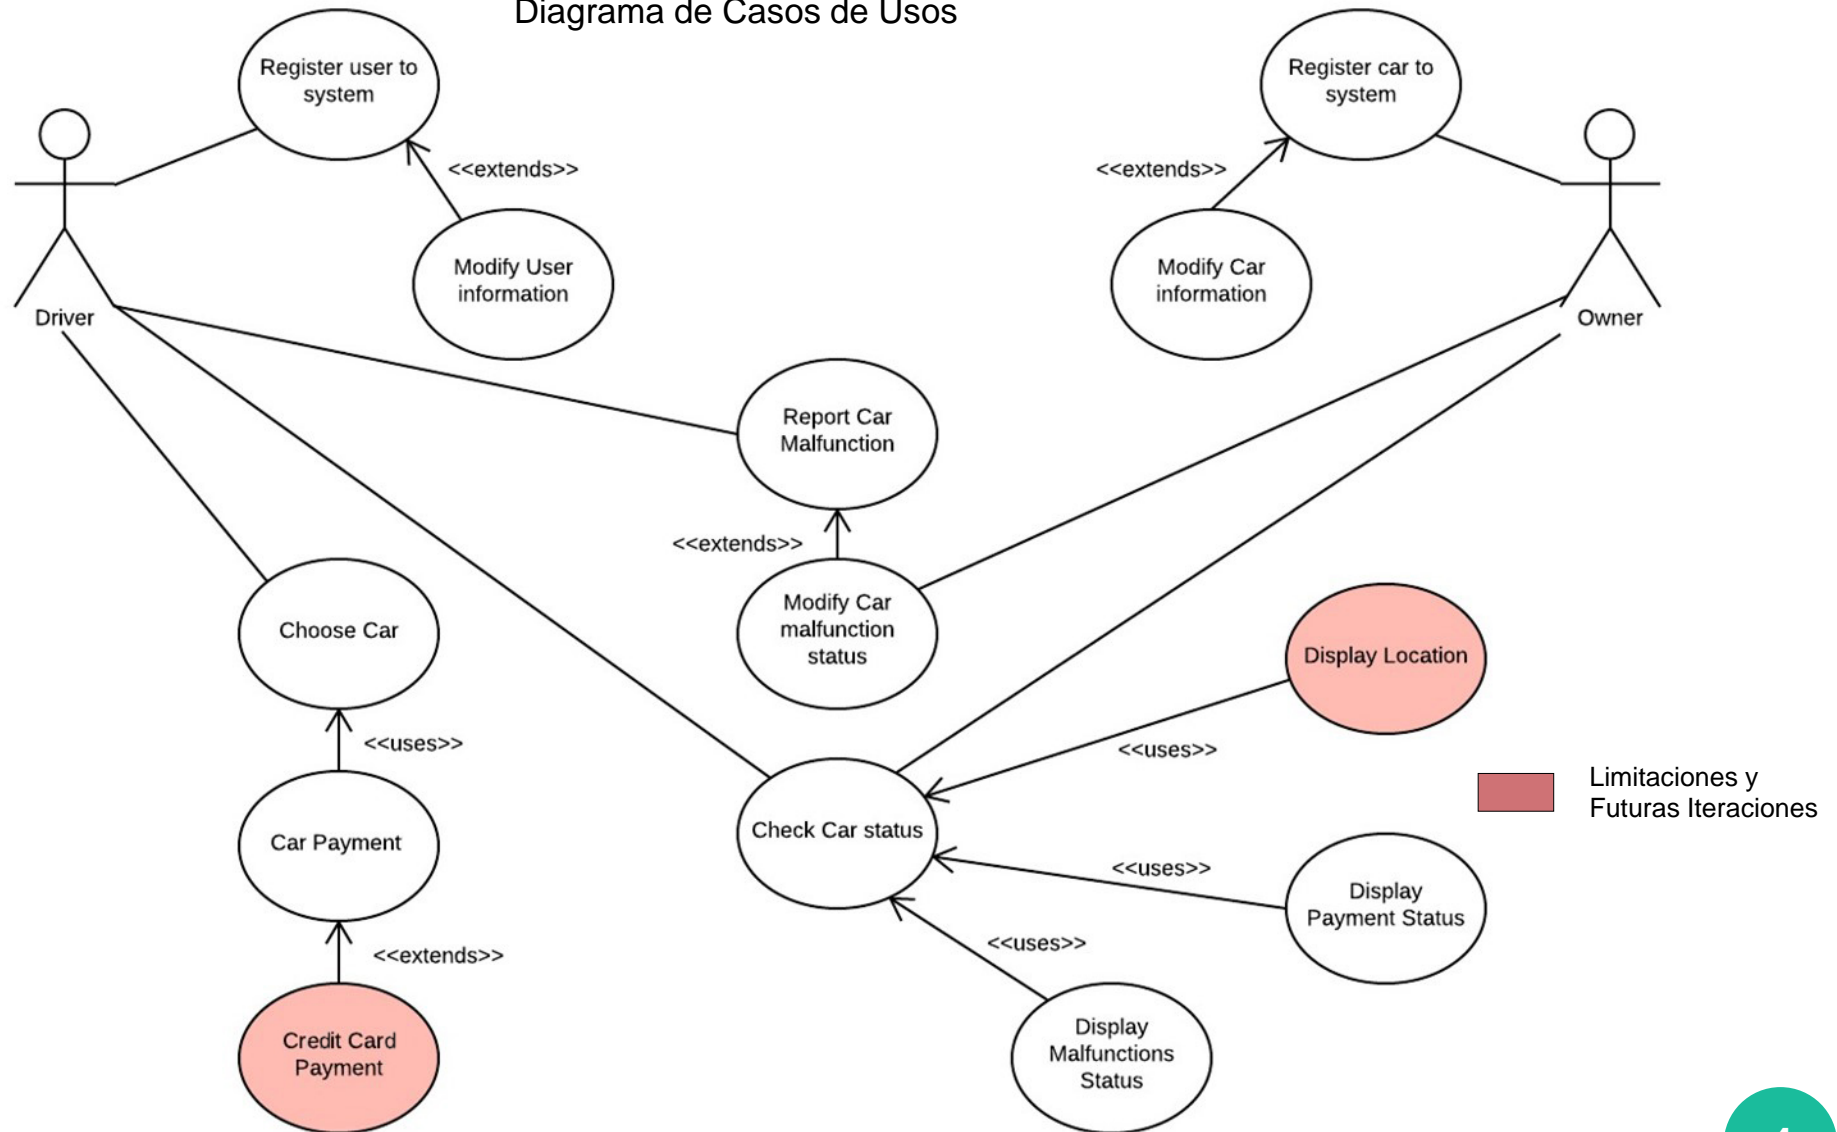 Diagrama de Casos de Usos
Register user to
system
Register car to
system
<<extends>>
<<extends>>
Modify User
information
Modify Car
information
Driver
Owner
Report Car
Malfunction
<<extends>>
Modify Car
malfunction
status
Choose Car
Display Location
<<uses>>
<<uses>>
Limitaciones y
Futuras Iteraciones
Car Payment
Check Car status
<<uses>>
Display
Payment Status
<<uses>>
<<extends>>
Credit Card
Payment
Display
Malfunctions
Status